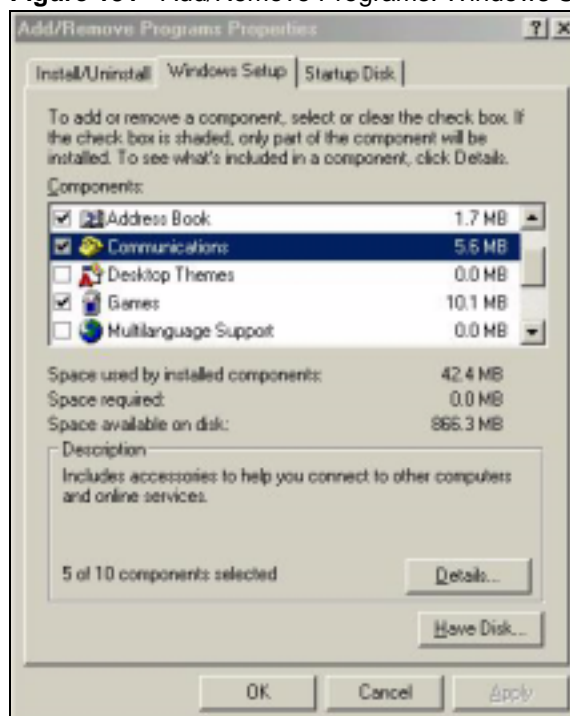 Add/Remove Programs Properties
Install/Uninstall Windows Setup Startup Disk
To add or remove a component, select or clear the check box. If
the check box is shaded, only part of the component will be
installed. To see what's included in a component, click Details.
Components:
Address Book 1.7 MB
Communications 5.6 MB
Desktop Themes 0.0 MB
Games 10.1 MB
Multilanguage Support 0.0 MB
Space used by installed components: 42.4 MB
Space required: 0.0 MB
Space available on disk: 866.3 MB
Description
Includes accessories to help you connect to other computers
and online services.
5 of 10 components selected Details...
Have Disk...
OK Cancel Apply